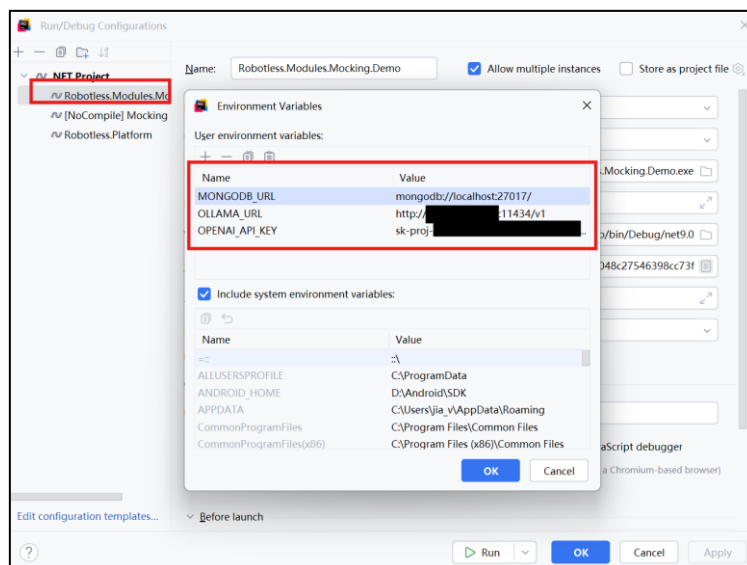 Run/Debug Configurations
.NET Project
Robotless.Modules.Mo
[NoCompile] Mocking
Robotless.Platform
Name: Robotless.Modules.Mocking.Demo
Allow multiple instances
Store as project file
Environment Variables
User environment variables:
Name Value
MONGODB_URL mongodb://localhost:27017/
OLLAMA_URL http:// :11434/v1
OPENAI_API_KEY sk-proj- ..
Include system environment variables:
Name Value
=:: ::\
ALLUSERSPROFILE C:\ProgramData
ANDROID_HOME D:\Android\SDK
APPDATA C:\Users\jia_v\AppData\Roaming
CommonProgramFiles C:\Program Files\Common Files
CommonProgramFiles(x86) C:\Program Files (x86)\Common Files
OK Cancel
s.Mocking.Demo.exe
/bin/Debug/net9.0
048c27546398cc73f
aScript debugger
a Chromium-based browser)
Edit configuration templates...
Before launch
? Run OK Cancel Apply